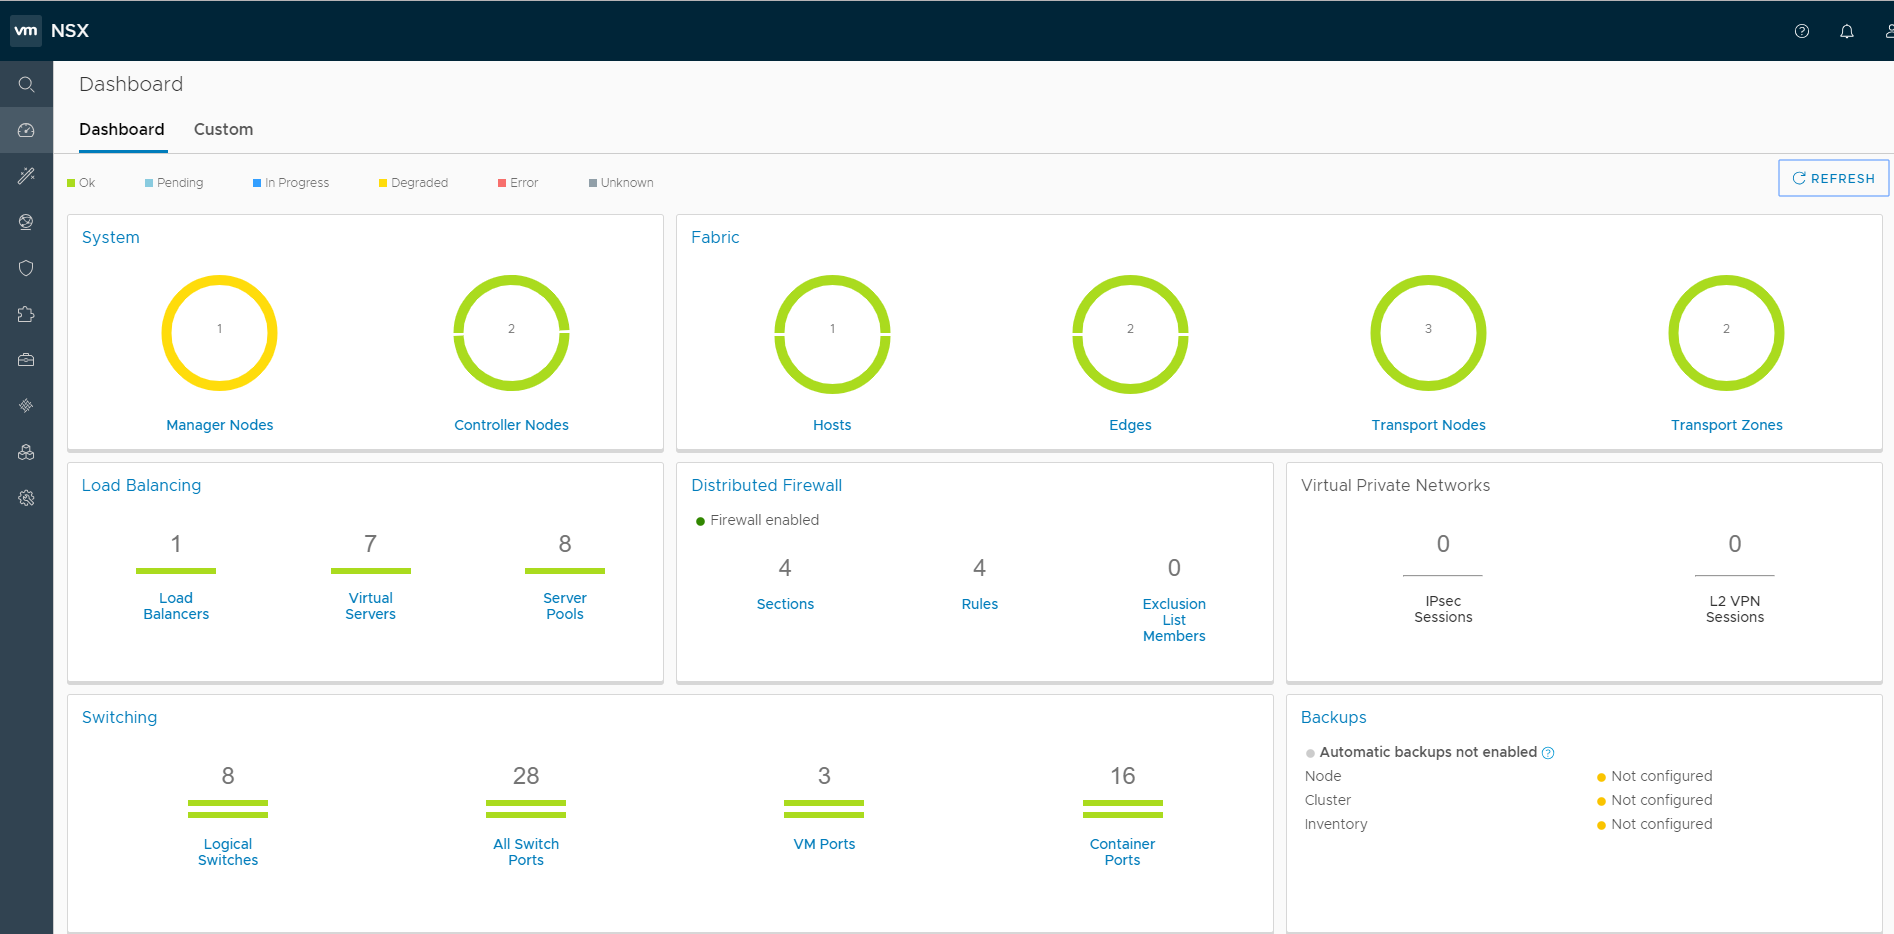 vm NSX
Dashboard
Dashboard Custom
Ok Pending In Progress Degraded Error Unknown
REFRESH
System
1 2
Manager Nodes Controller Nodes
Fabric
1 2 3 2
Hosts Edges Transport Nodes Transport Zones
Load Balancing
1 7 8
Load Virtual Server
Balancers Servers Pools
Distributed Firewall
Firewall enabled
4 4 0
Sections Rules Exclusion
List
Members
Virtual Private Networks
0 0
IPsec L2 VPN
Sessions Sessions
Switching
8 28 3 16
Logical All Switch VM Ports Container
Switches Ports Ports
Backups
Automatic backups not enabled ?
Node Not configured
Cluster Not configured
Inventory Not configured